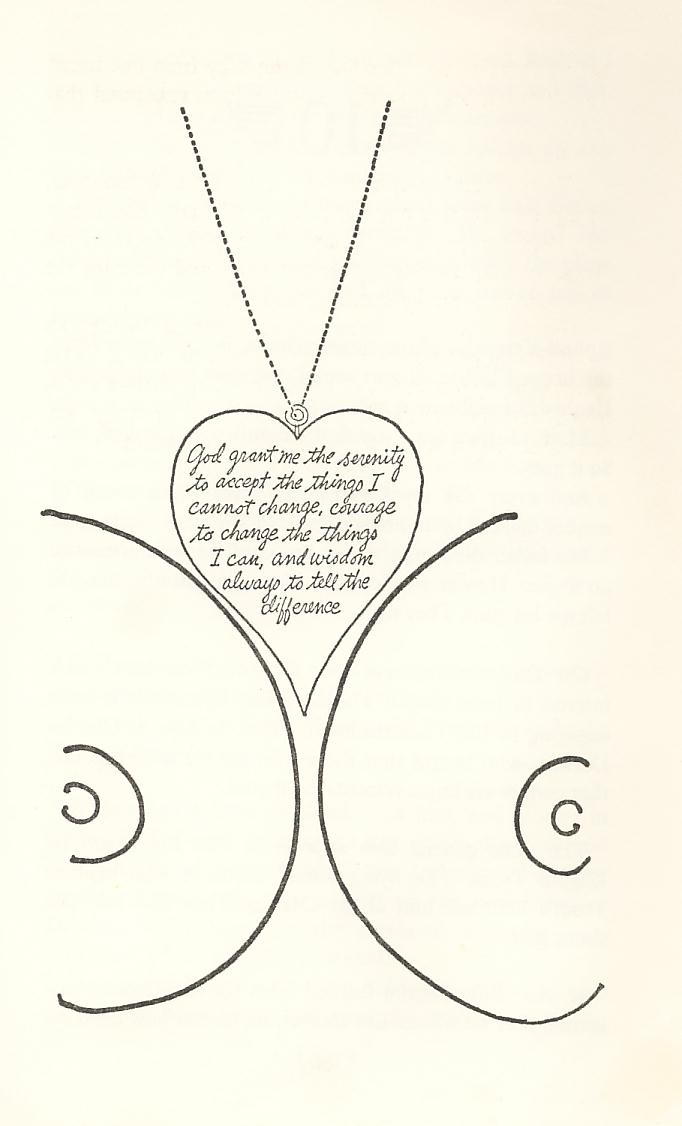 God grant me the serenity
to accept the things I
cannot change, courage
to change the things
I can, and wisdom
always to tell the
difference